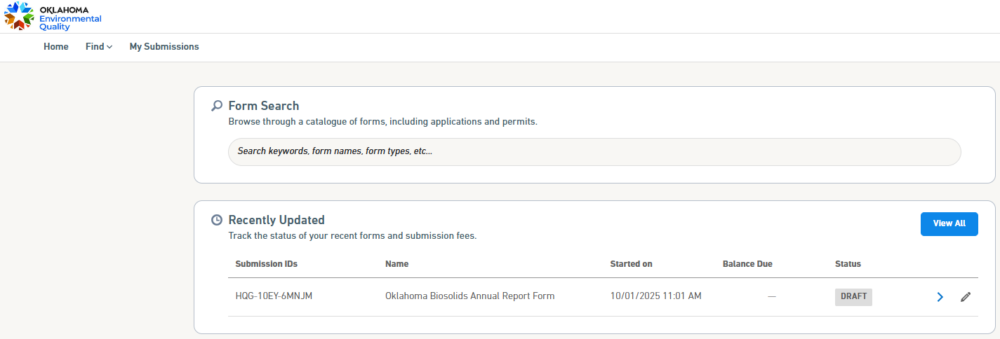 OKLAHOMA
Environmental
Quality
Home Find My Submissions
Form Search
Browse through a catalogue of forms, including applications and permits.
Search keywords, form names, form types, etc...
Recently Updated
View All
Track the status of your recent forms and submission fees.
Submission IDs Name Started on Balance Due Status
HQG-10EY-6MNJM Oklahoma Biosolids Annual Report Form 10/01/2025 11:01 AM — DRAFT